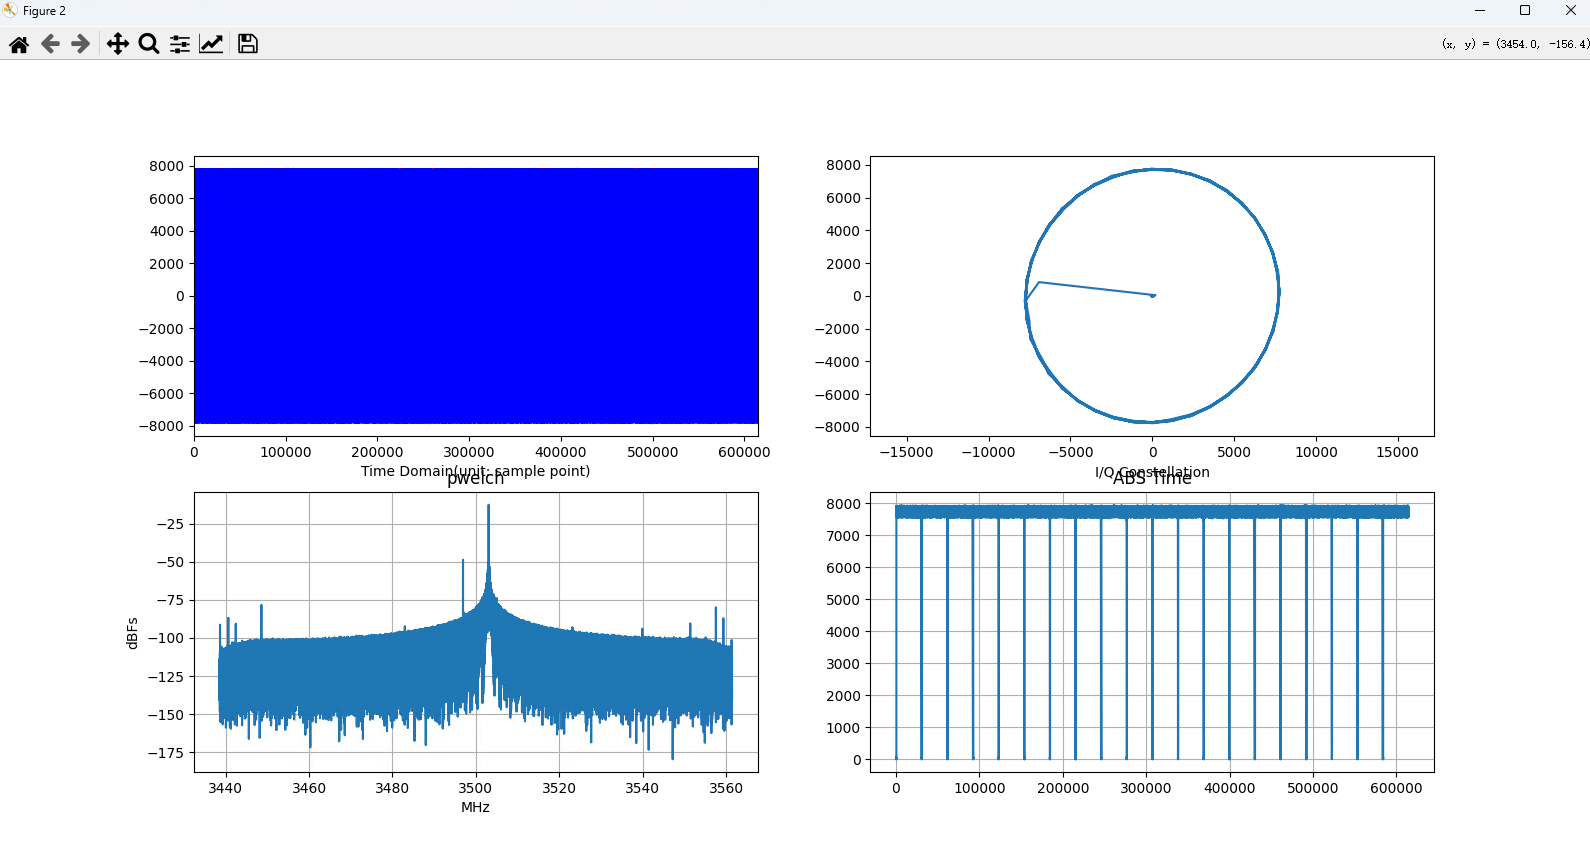 Figure 2
(x, y) = (3454.0, -156.4)
8000
6000
4000
2000
0
−2000
−4000
−6000
−8000
0 100000 200000 300000 400000 500000 600000
Time Domain(unit: sample point)
8000
6000
4000
2000
0
−2000
−4000
−6000
−8000
−15000 −10000 −5000 0 5000 10000 15000
I/Q Constellation
pwelch
dBFs
−25
−50
−75
−100
−125
−150
−175
3440 3460 3480 3500 3520 3540 3560
MHz
ABS Time
8000
7000
6000
5000
4000
3000
2000
1000
0
0 100000 200000 300000 400000 500000 600000